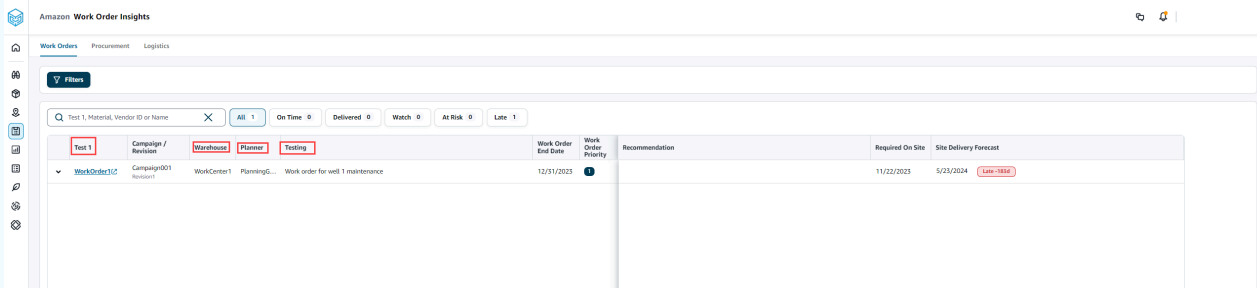 Amazon Work Order Insights
Work Orders Procurement Logistics
Filters
Test 1, Material, Vendor ID or Name All 1 On Time 0 Delivered 0 Watch 0 At Risk 0 Late 1
Test 1 Campaign / Revision Warehouse Planner Testing Work Order End Date Work Order Priority Recommendation Required On Site Site Delivery Forecast
WorkOrder1 Campaign001 WorkCenter1 PlanningG... Work order for well 1 maintenance 12/31/2023 1 11/22/2023 5/23/2024 Late -185d
Revision1